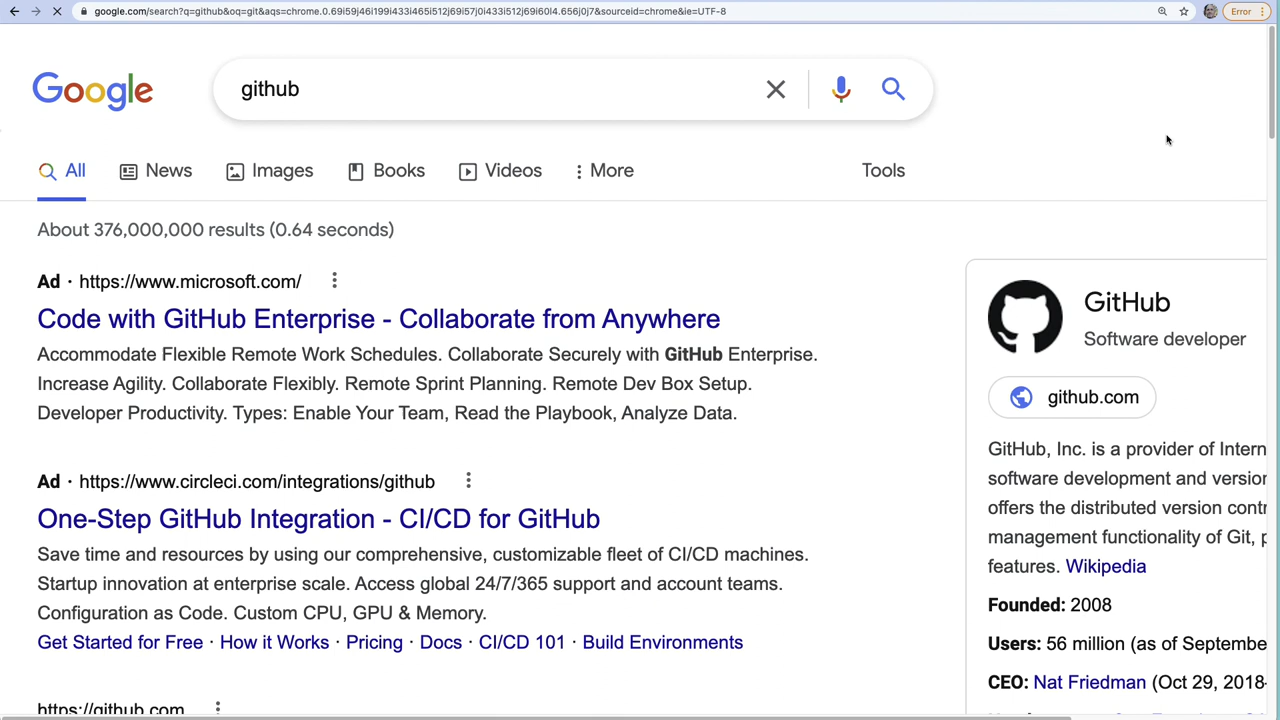 google.com/search?q=github&oq=git&aqs=chrome.0.69i59j46i199i433i465i512j69i57j0i433i512j69i60l4.656j0j7&sourceid=chrome&ie=UTF-8
Error
Google
github
All
News
Images
Books
Videos
More
Tools
About 376,000,000 results (0.64 seconds)
Ad · https://www.microsoft.com/
Code with GitHub Enterprise - Collaborate from Anywhere
Accommodate Flexible Remote Work Schedules. Collaborate Securely with GitHub Enterprise.
Increase Agility. Collaborate Flexibly. Remote Sprint Planning. Remote Dev Box Setup.
Developer Productivity. Types: Enable Your Team, Read the Playbook, Analyze Data.
Ad · https://www.circleci.com/integrations/github
One-Step GitHub Integration - CI/CD for GitHub
Save time and resources by using our comprehensive, customizable fleet of CI/CD machines.
Startup innovation at enterprise scale. Access global 24/7/365 support and account teams.
Configuration as Code. Custom CPU, GPU & Memory.
Get Started for Free · How it Works · Pricing · Docs · CI/CD 101 · Build Environments
https://github.com
GitHub
Software developer
github.com
GitHub, Inc. is a provider of Intern
software development and version
offers the distributed version contr
management functionality of Git, p
features. Wikipedia
Founded: 2008
Users: 56 million (as of Septembe
CEO: Nat Friedman (Oct 29, 2018-